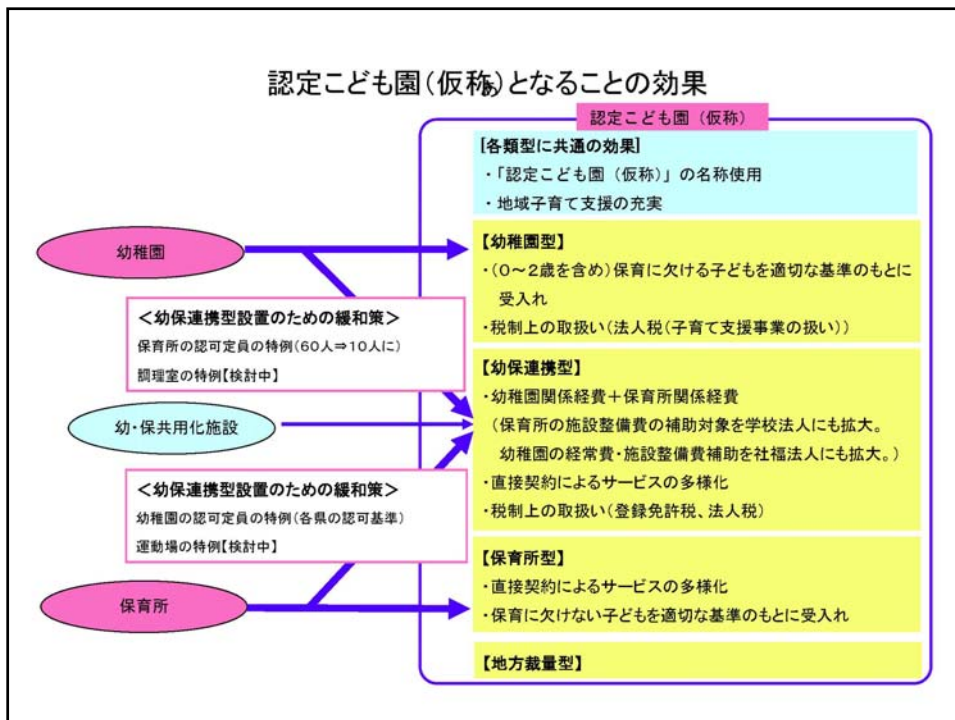 認定こども園(仮称)となることの効果
認定こども園（仮称）
[各類型に共通の効果]
・「認定こども園（仮称）」の名称使用
・地域子育て支援の充実
幼稚園
【幼稚園型】
・(０～２歳を含め)保育に欠ける子どもを適切な基準のもとに
受入れ
・税制上の取扱い(法人税(子育て支援事業の扱い))
＜幼保連携型設置のための緩和策＞
保育所の認可定員の特例(６０人⇒１０人に)
調理室の特例【検討中】
幼・保共用化施設
【幼保連携型】
・幼稚園関係経費＋保育所関係経費
(保育所の施設整備費の補助対象を学校法人にも拡大。
幼稚園の経常費・施設整備費補助を社福法人にも拡大。)
・直接契約によるサービスの多様化
・税制上の取扱い(登録免許税、法人税)
＜幼保連携型設置のための緩和策＞
幼稚園の認可定員の特例(各県の認可基準)
運動場の特例【検討中】
保育所
【保育所型】
・直接契約によるサービスの多様化
・保育に欠けない子どもを適切な基準のもとに受入れ
【地方裁量型】